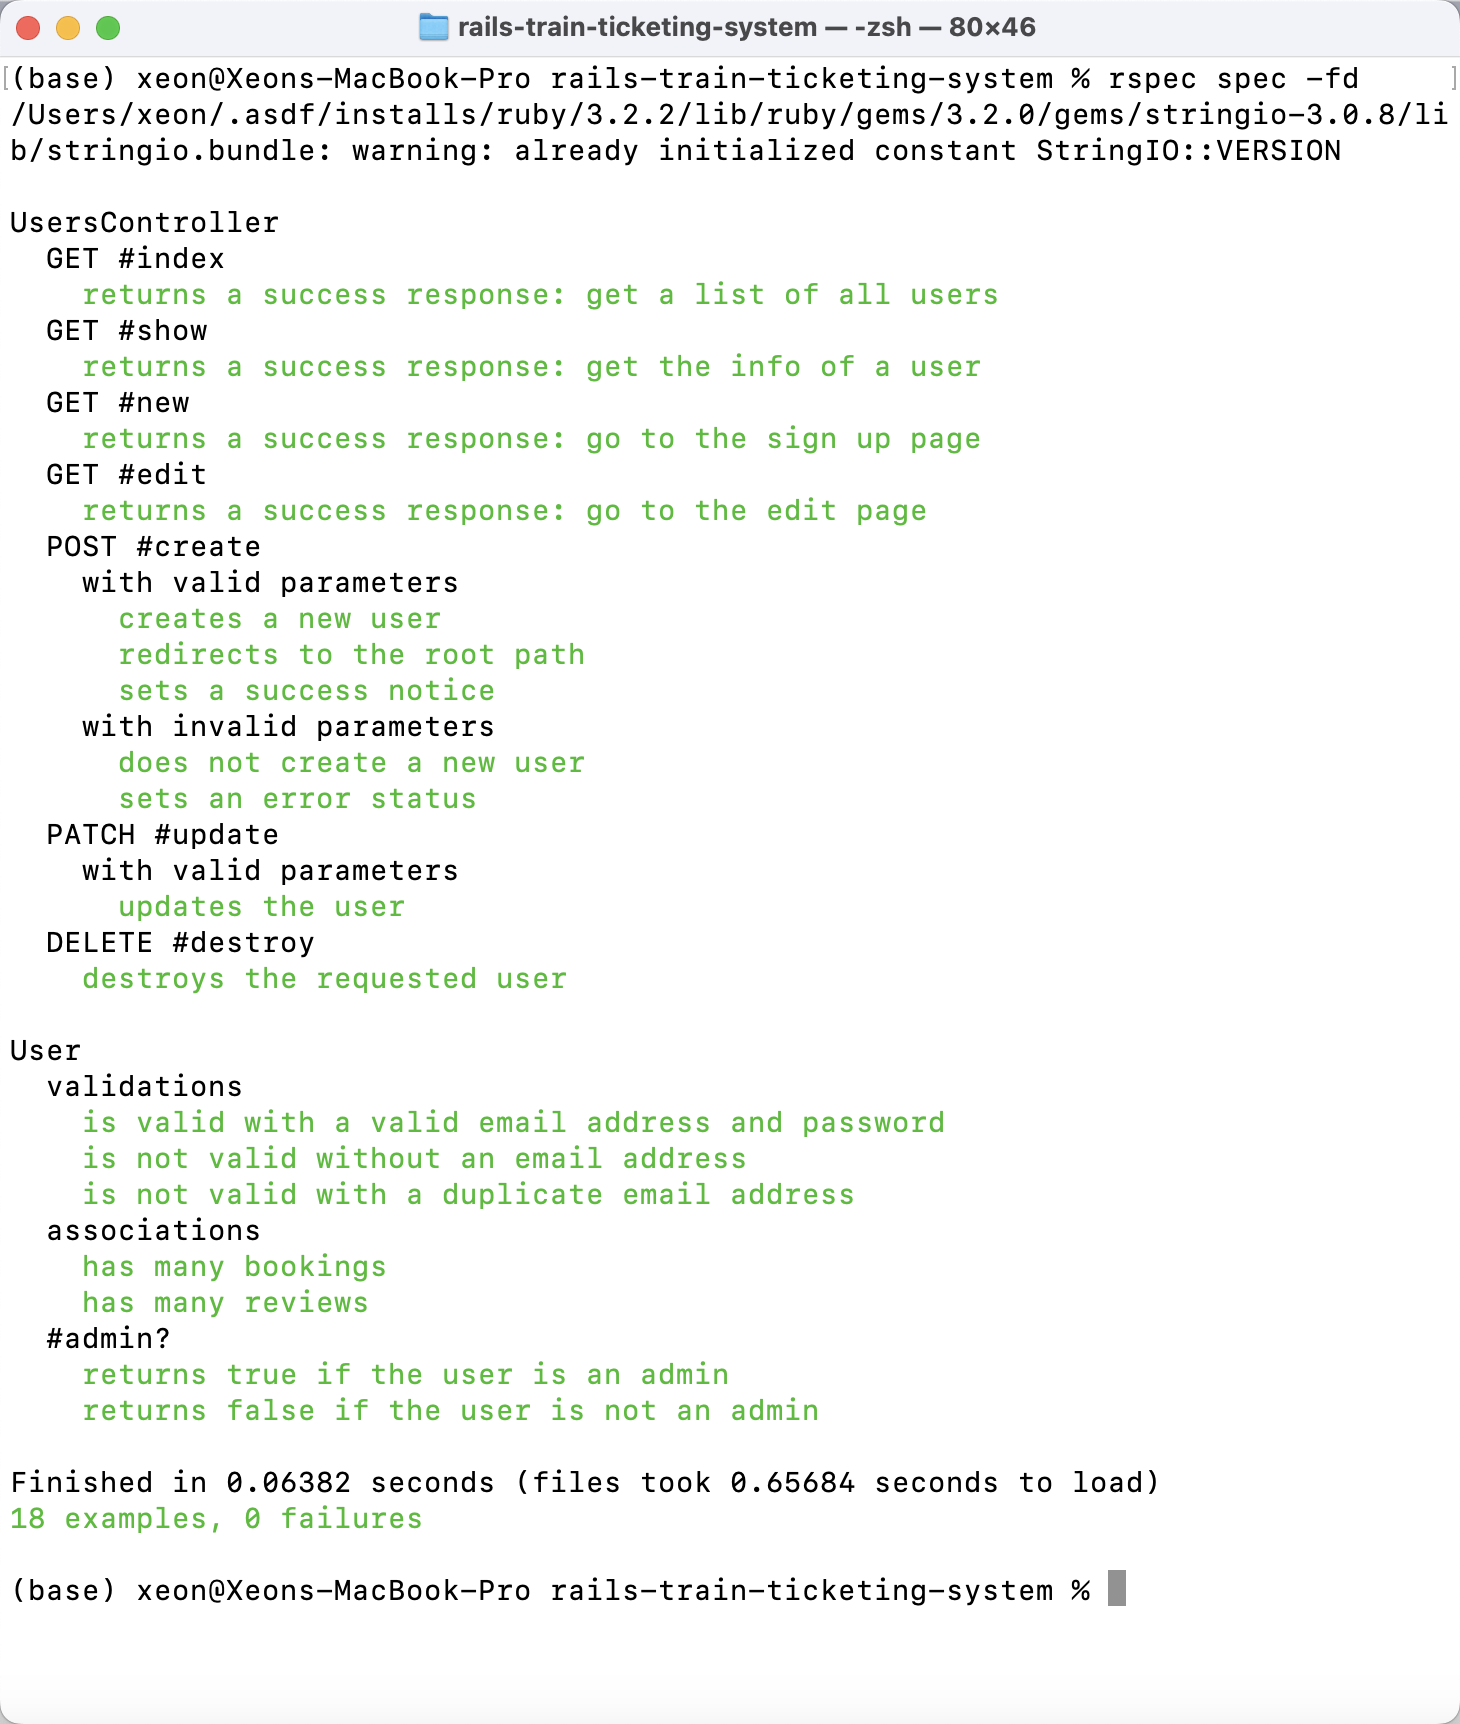 rails-train-ticketing-system — -zsh — 80×46
[(base) xeon@Xeons-MacBook-Pro rails-train-ticketing-system % rspec spec -fd ]
/Users/xeon/.asdf/installs/ruby/3.2.2/lib/ruby/gems/3.2.0/gems/stringio-3.0.8/li
b/stringio.bundle: warning: already initialized constant StringIO::VERSION

UsersController
  GET #index
    returns a success response: get a list of all users
  GET #show
    returns a success response: get the info of a user
  GET #new
    returns a success response: go to the sign up page
  GET #edit
    returns a success response: go to the edit page
  POST #create
    with valid parameters
      creates a new user
      redirects to the root path
      sets a success notice
    with invalid parameters
      does not create a new user
      sets an error status
  PATCH #update
    with valid parameters
      updates the user
  DELETE #destroy
    destroys the requested user

User
  validations
    is valid with a valid email address and password
    is not valid without an email address
    is not valid with a duplicate email address
  associations
    has many bookings
    has many reviews
  #admin?
    returns true if the user is an admin
    returns false if the user is not an admin

Finished in 0.06382 seconds (files took 0.65684 seconds to load)
18 examples, 0 failures

(base) xeon@Xeons-MacBook-Pro rails-train-ticketing-system %